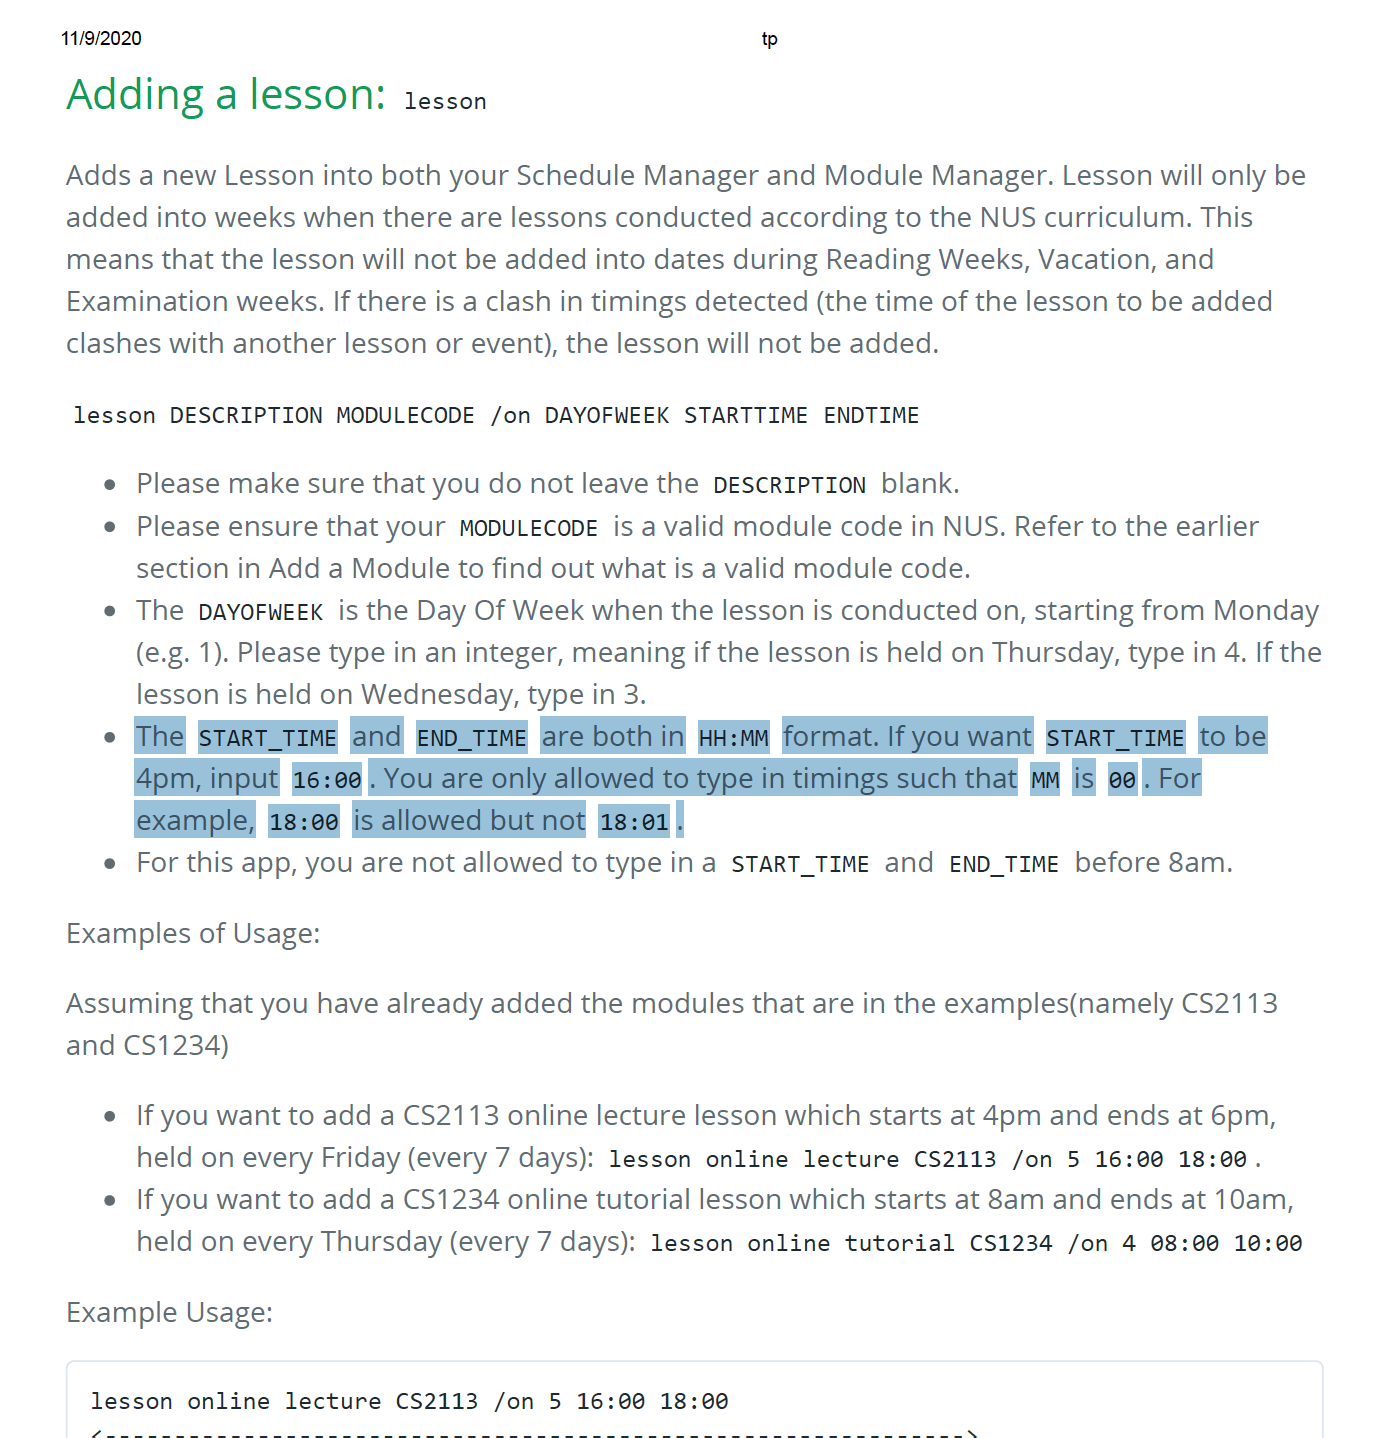 11/9/2020 tp
Adding a lesson: lesson
Adds a new Lesson into both your Schedule Manager and Module Manager. Lesson will only be
added into weeks when there are lessons conducted according to the NUS curriculum. This
means that the lesson will not be added into dates during Reading Weeks, Vacation, and
Examination weeks. If there is a clash in timings detected (the time of the lesson to be added
clashes with another lesson or event), the lesson will not be added.
lesson DESCRIPTION MODULECODE /on DAYOFWEEK STARTTIME ENDTIME
• Please make sure that you do not leave the DESCRIPTION blank.
• Please ensure that your MODULECODE is a valid module code in NUS. Refer to the earlier
section in Add a Module to find out what is a valid module code.
• The DAYOFWEEK is the Day Of Week when the lesson is conducted on, starting from Monday
(e.g. 1). Please type in an integer, meaning if the lesson is held on Thursday, type in 4. If the
lesson is held on Wednesday, type in 3.
• The START_TIME and END_TIME are both in HH:MM format. If you want START_TIME to be
4pm, input 16:00 . You are only allowed to type in timings such that MM is 00 . For
example, 18:00 is allowed but not 18:01 .
• For this app, you are not allowed to type in a START_TIME and END_TIME before 8am.
Examples of Usage:
Assuming that you have already added the modules that are in the examples(namely CS2113
and CS1234)
• If you want to add a CS2113 online lecture lesson which starts at 4pm and ends at 6pm,
held on every Friday (every 7 days): lesson online lecture CS2113 /on 5 16:00 18:00 .
• If you want to add a CS1234 online tutorial lesson which starts at 8am and ends at 10am,
held on every Thursday (every 7 days): lesson online tutorial CS1234 /on 4 08:00 10:00
Example Usage:
lesson online lecture CS2113 /on 5 16:00 18:00
<--------------------------------------------------------------->